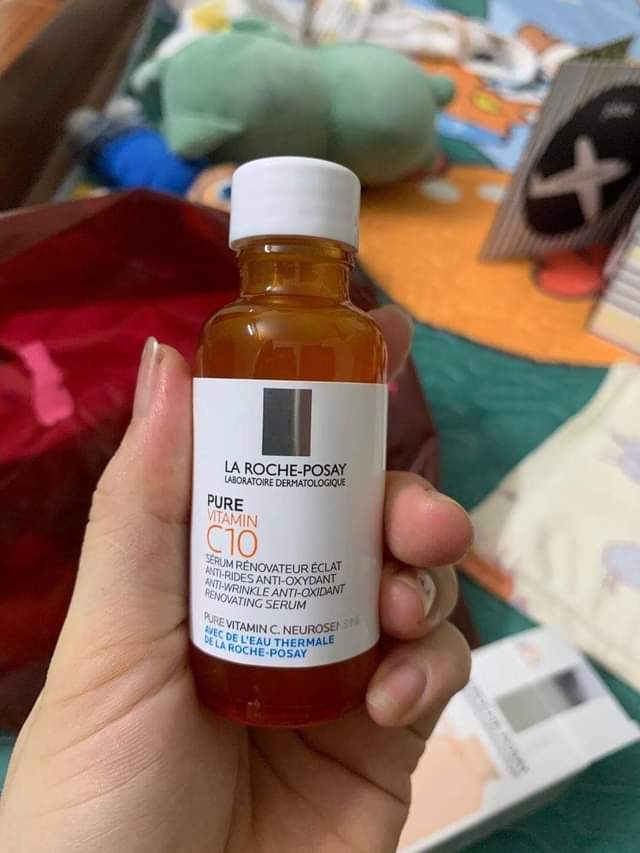 LA ROCHE-POSAY
LABORATOIRE DERMATOLOGIQUE
PURE
VITAMIN
C10
SÉRUM RÉNOVATEUR ÉCLAT
ANTI-RIDES ANTI-OXYDANT
ANTI-WRINKLE ANTI-OXIDANT
RENOVATING SERUM
PURE VITAMIN C. NEUROSENSINE
AVEC DE L'EAU THERMALE
DE LA ROCHE-POSAY